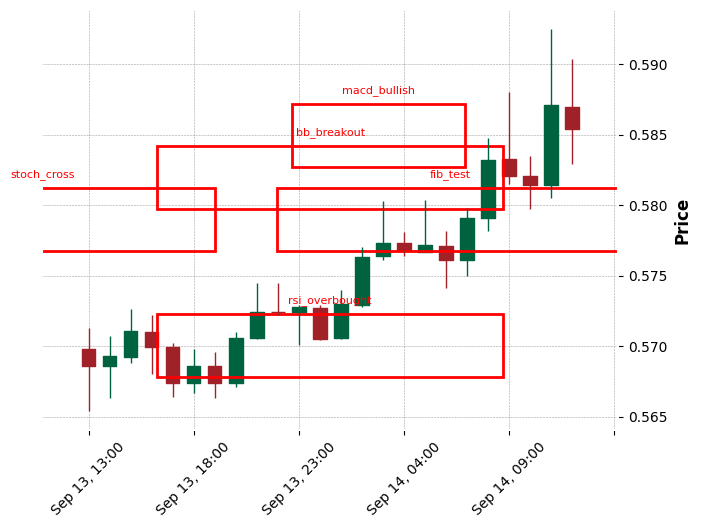 0.590
macd_bullish
0.585
bb_breakout
stoch_cross
fib_test
0.580
Price
0.575
rsi_overbought
0.570
0.565
Sep 13, 13:00
Sep 13, 18:00
Sep 13, 23:00
Sep 14, 04:00
Sep 14, 09:00